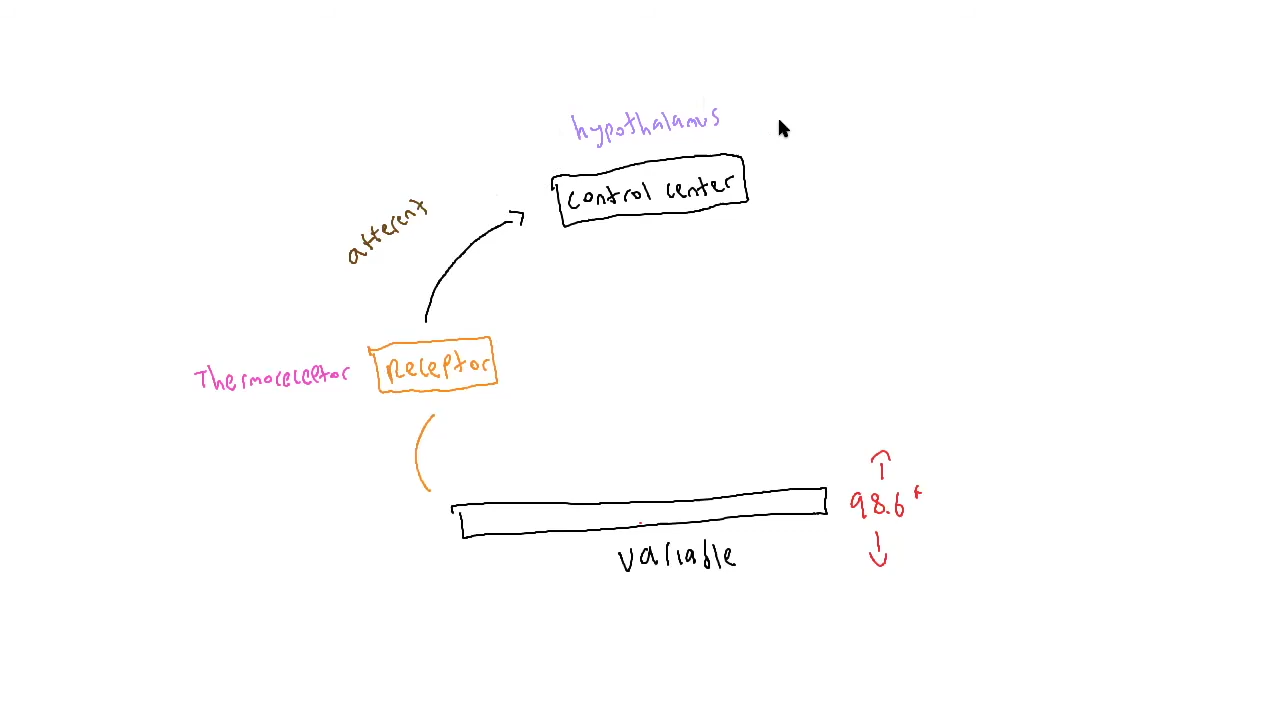 hypothalamus
control center
afferent
Receptor
Thermoreceptor
98.6°
variable